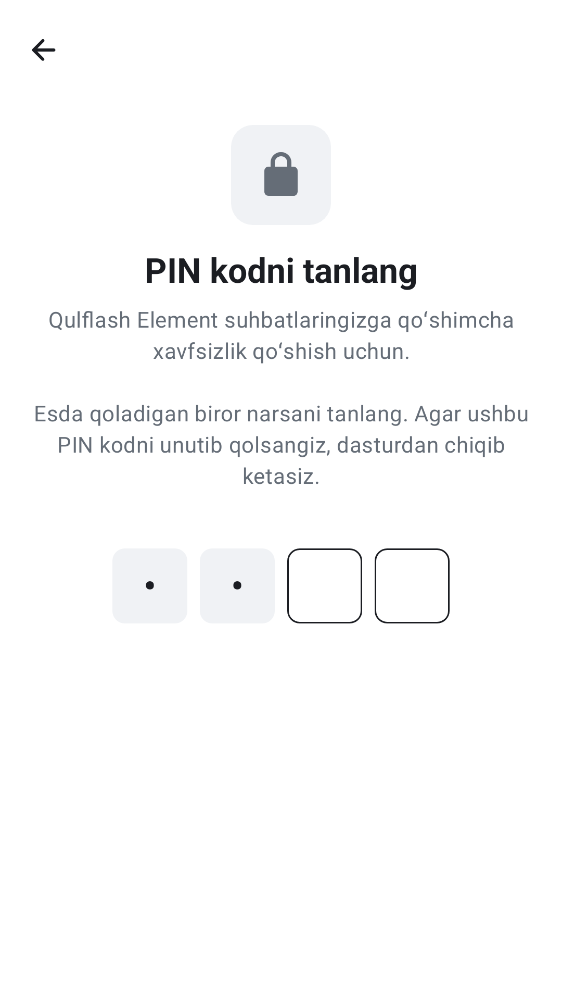 PIN kodni tanlang
Qulflash Element suhbatlaringizga qoʻshimcha
xavfsizlik qoʻshish uchun.
Esda qoladigan biror narsani tanlang. Agar ushbu
PIN kodni unutib qolsangiz, dasturdan chiqib
ketasiz.